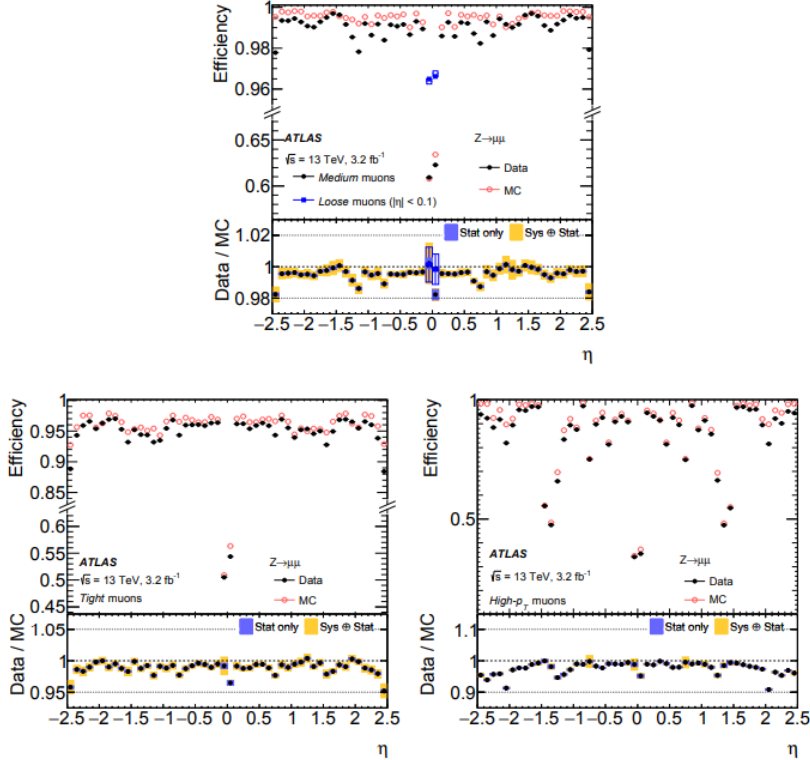 Efficiency
1
0.98
0.96
0.65
0.6
ATLAS
√s = 13 TeV, 3.2 fb⁻¹
Medium muons
Loose muons (|η| < 0.1)
Z→μμ
Data
MC
Data / MC
1.02
1
0.98
Stat only
Sys ⊕ Stat
−2.5 −2 −1.5 −1 −0.5 0 0.5 1 1.5 2 2.5
η
Efficiency
1
0.95
0.9
0.85
0.55
0.5
0.45
ATLAS
√s = 13 TeV, 3.2 fb⁻¹
Tight muons
Z→μμ
Data
MC
Data / MC
1.05
1
0.95
Stat only
Sys ⊕ Stat
−2.5 −2 −1.5 −1 −0.5 0 0.5 1 1.5 2 2.5
η
Efficiency
1
0.5
ATLAS
√s = 13 TeV, 3.2 fb⁻¹
High-p_T muons
Z→μμ
Data
MC
Data / MC
1.1
1
0.9
Stat only
Sys ⊕ Stat
−2.5 −2 −1.5 −1 −0.5 0 0.5 1 1.5 2 2.5
η